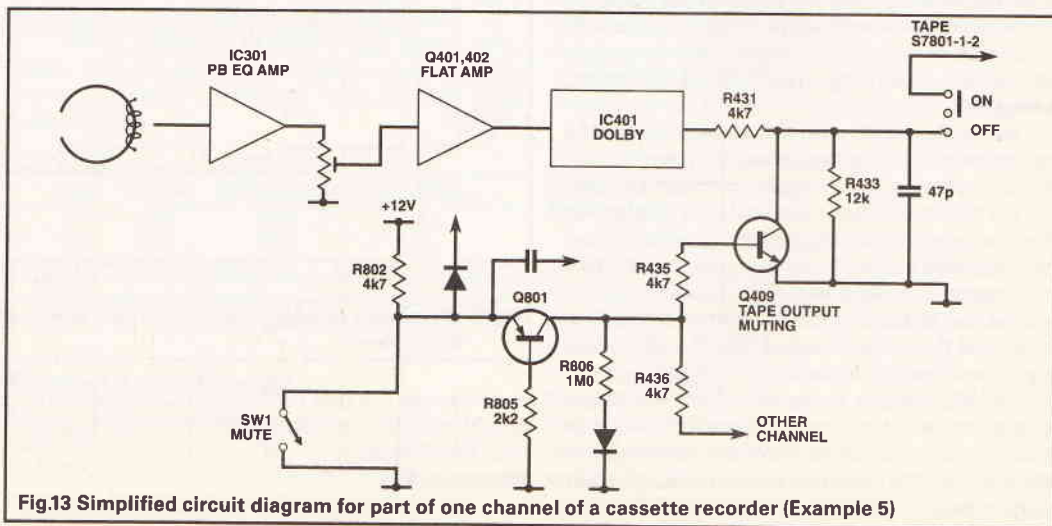 TAPE
S7801-1-2
IC301
PB EQ AMP
Q401,402
FLAT AMP
IC401
DOLBY
R431
4k7
ON
OFF
R433
12k
47p
+12V
R802
4k7
Q801
R435
4k7
Q409
TAPE OUTPUT
MUTING
R806
1M0
R436
4k7
R805
2k2
SW1
MUTE
OTHER
CHANNEL
Fig.13 Simplified circuit diagram for part of one channel of a cassette recorder (Example 5)